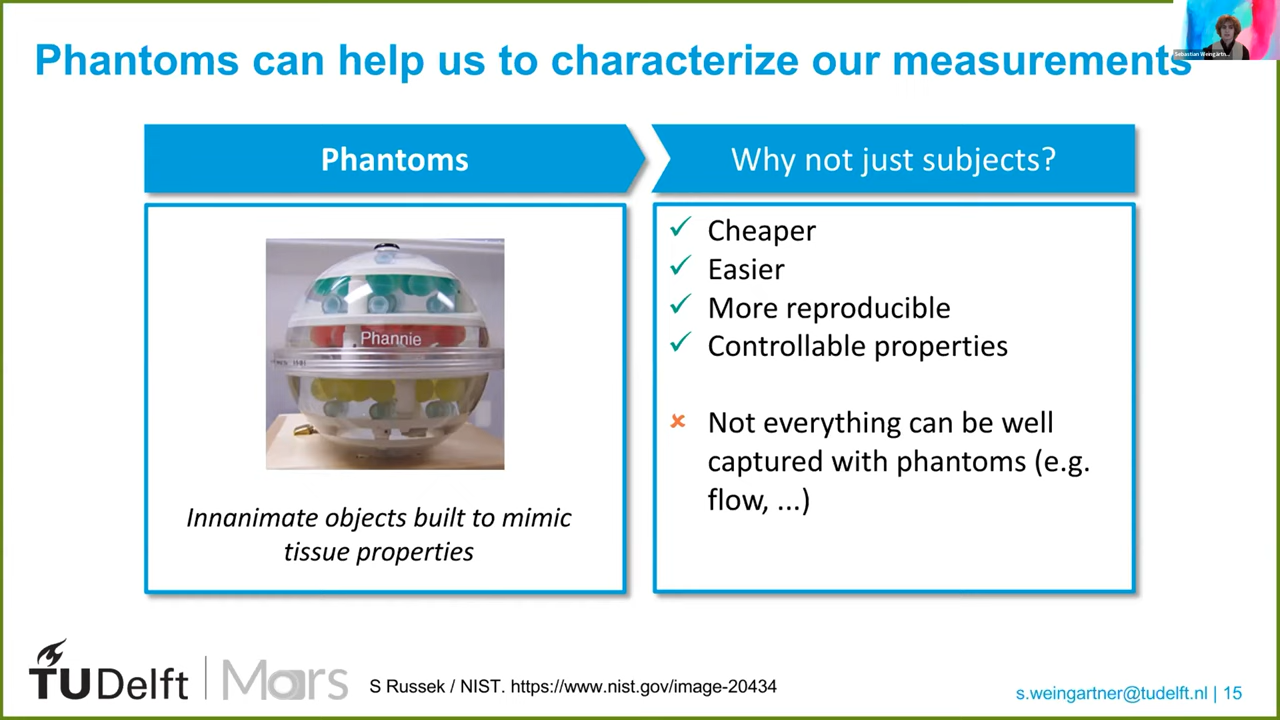 Sebastian Weingärtn...
Phantoms can help us to characterize our measurements
Phantoms
Why not just subjects?
Phannie
Innanimate objects built to mimic
tissue properties
✓ Cheaper
✓ Easier
✓ More reproducible
✓ Controllable properties
✗ Not everything can be well
captured with phantoms (e.g.
flow, ...)
TUDelft
Mars
S Russek / NIST. https://www.nist.gov/image-20434
s.weingartner@tudelft.nl | 15